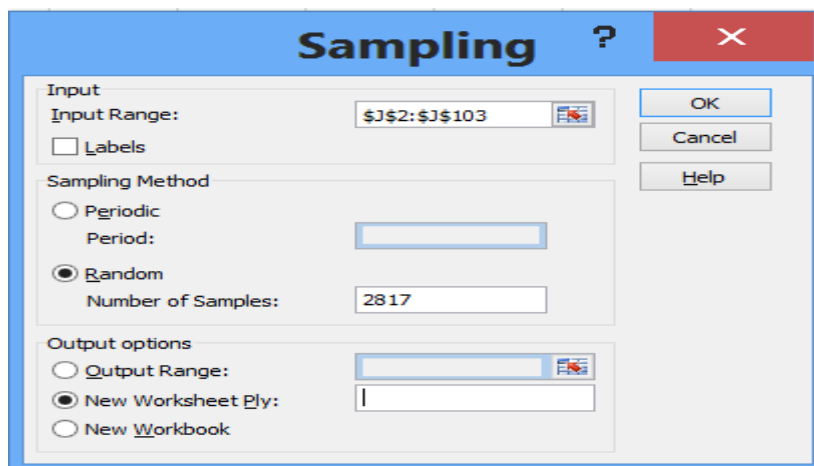 Sampling ?
Input
Input Range: $J$2:$J$103
Labels
OK
Cancel
Help
Sampling Method
Periodic
Period:
Random
Number of Samples: 2817
Output options
Output Range:
New Worksheet Ply:
New Workbook